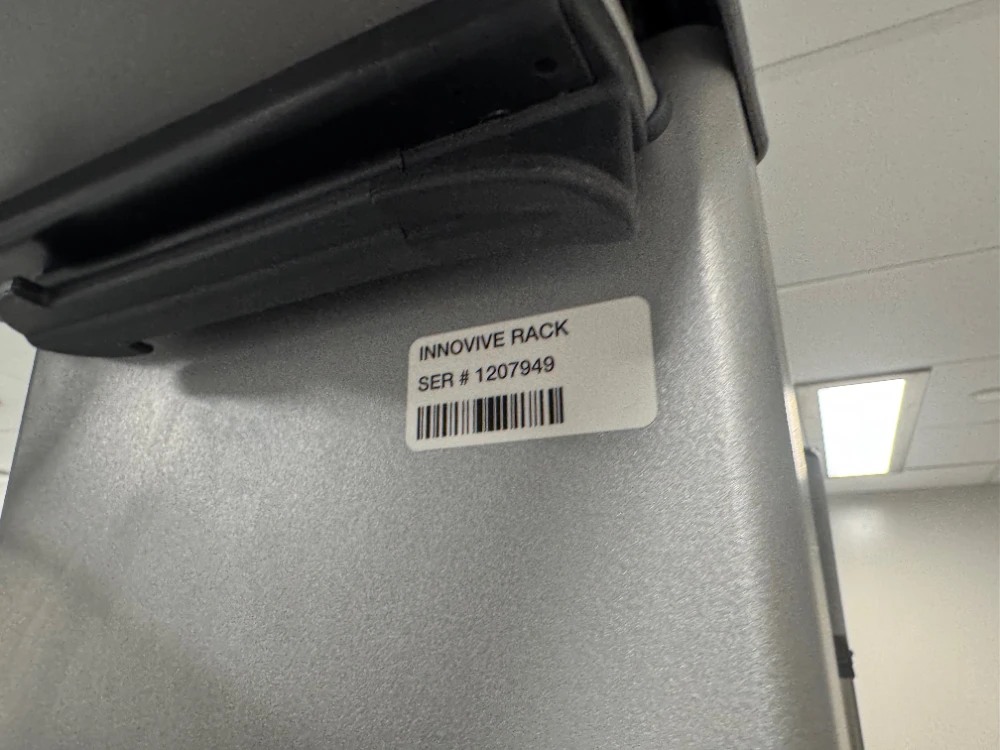 INNOVIVE RACK
SER # 1207949